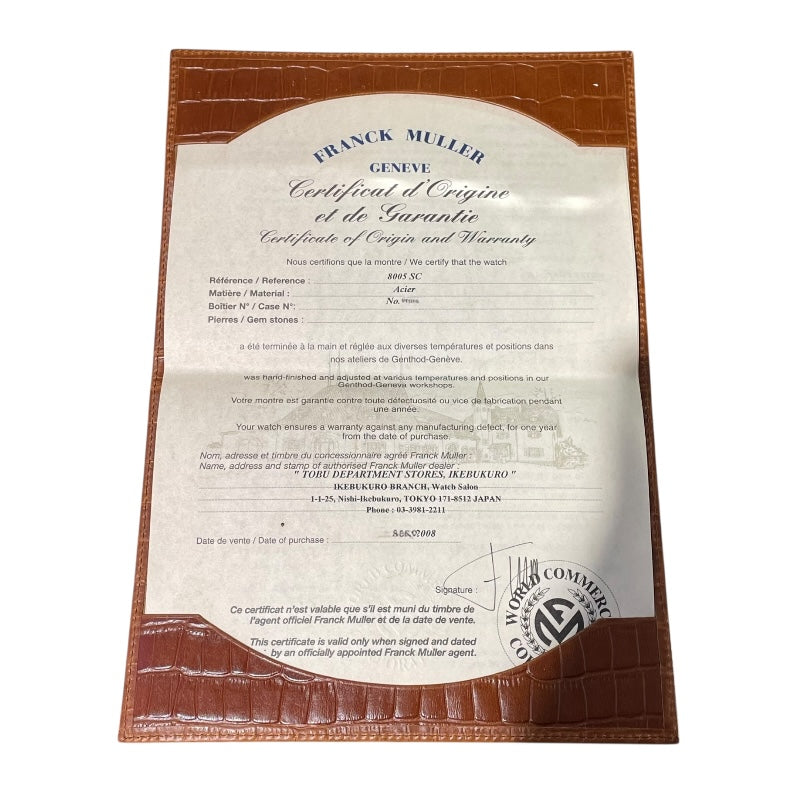 FRANCK MULLER
GENEVE
Certificat d'Origine
et de Garantie
Certificate of Origin and Warranty
Nous certifions que la montre / We certify that the watch
Référence / Reference : 8005 SC
Matière / Material : Acier
Boîtier N° / Case N°: No.
Pierres / Gem stones :
a été terminée à la main et réglée aux diverses températures et positions dans
nos ateliers de Genthod-Genève.
was hand-finished and adjusted at various temperatures and positions in our
Genthod-Geneva workshops.
Votre montre est garantie contre toute défectuosité ou vice de fabrication pendant
une année.
Your watch ensures a warranty against any manufacturing defect, for one year
from the date of purchase.
Nom, adresse et timbre du concessionnaire agréé Franck Muller :
Name, address and stamp of authorised Franck Muller dealer :
" TOBU DEPARTMENT STORES, IKEBUKURO "
IKEBUKURO BRANCH, Watch Salon
1-1-25, Nishi-Ikebukuro, TOKYO 171-8512 JAPAN
Phone : 03-3981-2211
Date de vente / Date of purchase :
Signature :
WORLD COMMERC
Ce certificat n'est valable que s'il est muni du timbre de
l'agent officiel Franck Muller et de la date de vente.
This certificate is valid only when signed and dated
by an officially appointed Franck Muller agent.